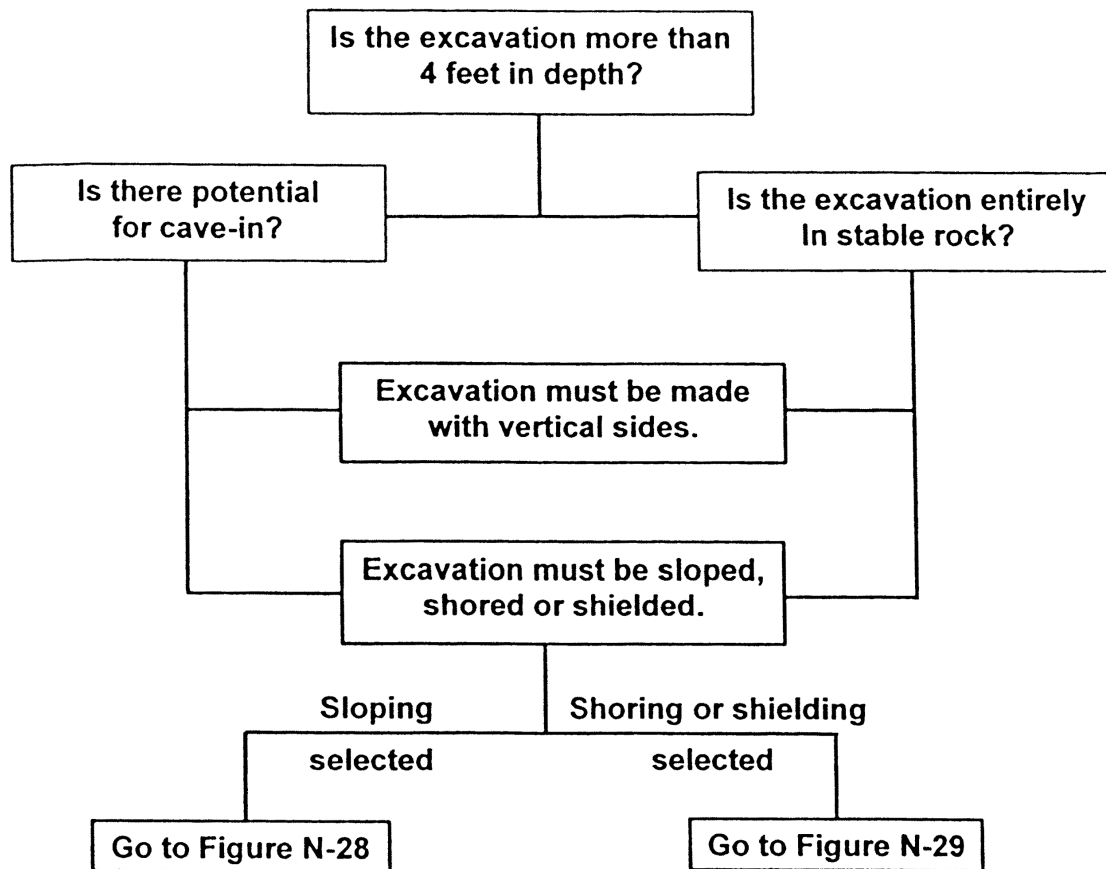 Is the excavation more than
4 feet in depth?
Is there potential
for cave-in?
Is the excavation entirely
In stable rock?
Excavation must be made
with vertical sides.
Excavation must be sloped,
shored or shielded.
Sloping
selected
Shoring or shielding
selected
Go to Figure N-28
Go to Figure N-29